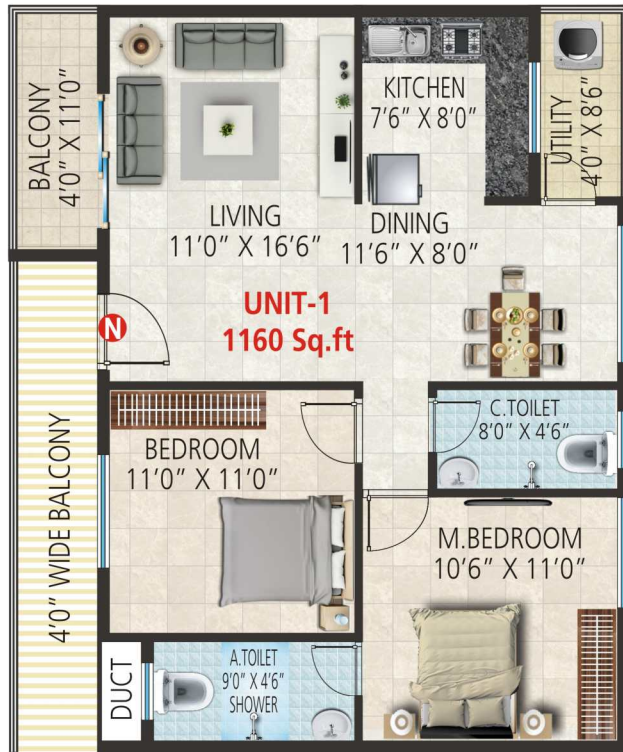 BALCONY
4'0" X 11'0"
KITCHEN
7'6" X 8'0"
UTILITY
4'0" X 8'6"
LIVING
11'0" X 16'6"
DINING
11'6" X 8'0"
UNIT-1
1160 Sq.ft
N
4'0" WIDE BALCONY
BEDROOM
11'0" X 11'0"
C.TOILET
8'0" X 4'6"
M.BEDROOM
10'6" X 11'0"
DUCT
A.TOILET
9'0" X 4'6"
SHOWER